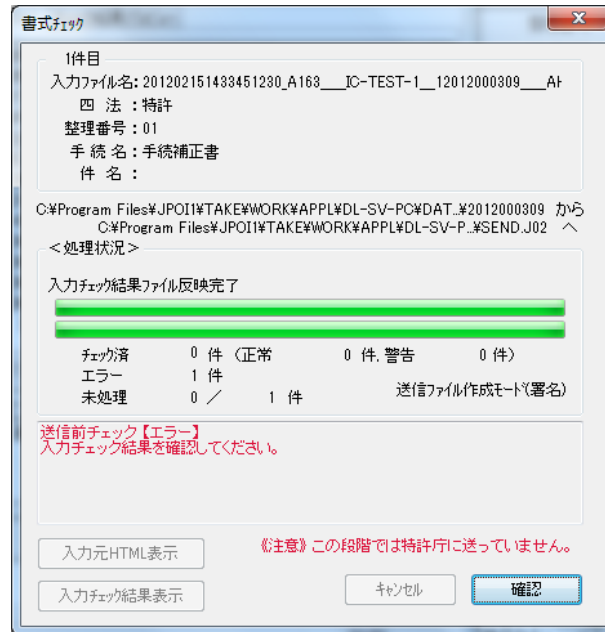 書式ﾁｪｯｸ
1件目
入力ﾌｧｲﾙ名: 201202151433451230_A163___IC-TEST-1__12012000309___AI
四 法 : 特許
整理番号 : 01
手 続 名 : 手続補正書
件 名 :
C:¥Program Files¥JPOI1¥TAKE¥WORK¥APPL¥DL-SV-PC¥DAT...¥2012000309 から
C:¥Program Files¥JPOI1¥TAKE¥WORK¥APPL¥DL-SV-P...¥SEND.J02 へ
<処理状況>
入力ﾁｪｯｸ結果ﾌｧｲﾙ反映完了
ﾁｪｯｸ済 0 件 (正常 0 件, 警告 0 件)
エラー 1 件
未処理 0 / 1 件 送信ﾌｧｲﾙ作成ﾓｰﾄﾞ(署名)
送信前チェック【エラー】
入力チェック結果を確認してください。
入力元HTML表示
《注意》この段階では特許庁に送っていません。
入力ﾁｪｯｸ結果表示
ｷｬﾝｾﾙ
確認